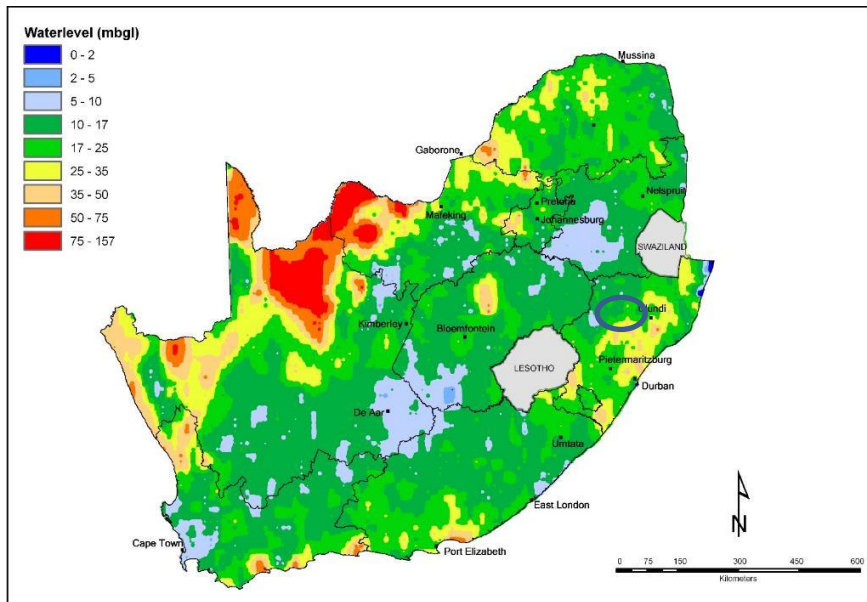 Waterlevel (mbgl)
0 - 2
2 - 5
5 - 10
10 - 17
17 - 25
25 - 35
35 - 50
50 - 75
75 - 157
Mussina
Gaborone
Nelspruit
Pretoria
Mafeking
Johannesburg
SWAZILAND
Ulundi
Kimberley
Bloemfontein
Pietermaritzburg
LESOTHO
Durban
De Aar
Umtata
East London
N
Cape Town
Port Elizabeth
0 75 150 300 450 600
Kilometers